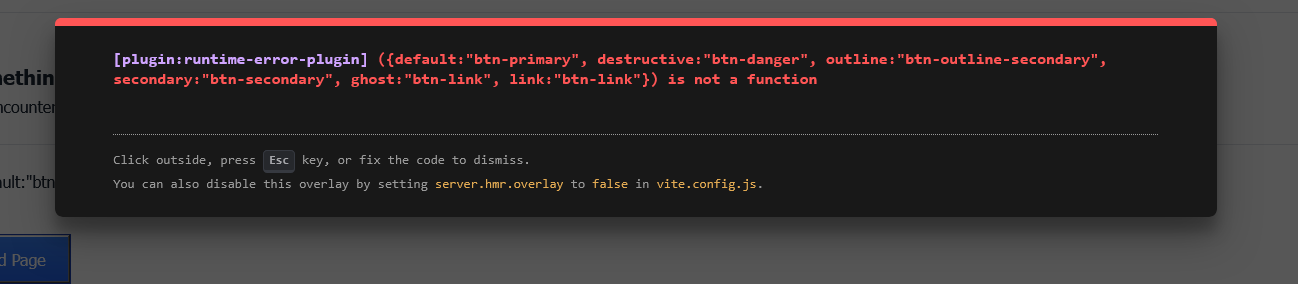 [plugin:runtime-error-plugin] ({default:"btn-primary", destructive:"btn-danger", outline:"btn-outline-secondary",
secondary:"btn-secondary", ghost:"btn-link", link:"btn-link"}) is not a function
Click outside, press Esc key, or fix the code to dismiss.
You can also disable this overlay by setting server.hmr.overlay to false in vite.config.js.
ethin
ncounter
ult:"btn
d Page